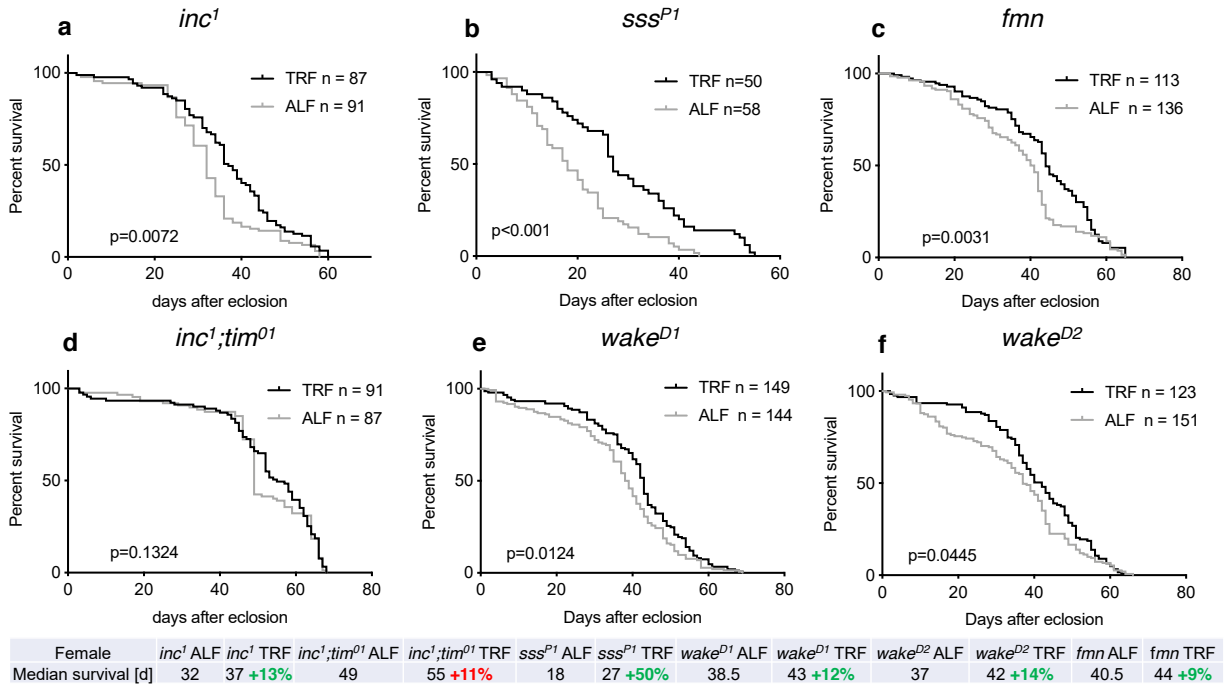 a inc¹
100
50
0
Percent survival
TRF n = 87
ALF n = 91
p=0.0072
0 20 40 60
days after eclosion
b sssᴾ¹
100
50
0
Percent survival
TRF n=50
ALF n=58
p<0.001
0 20 40 60
Days after eclosion
c fmn
100
50
0
Percent survival
TRF n = 113
ALF n = 136
p=0.0031
0 20 40 60 80
Days after eclosion
d inc¹;tim⁰¹
100
50
0
Percent survival
TRF n = 91
ALF n = 87
p=0.1324
0 20 40 60 80
days after eclosion
e wakeᴰ¹
100
50
0
Percent survival
TRF n = 149
ALF n = 144
p=0.0124
0 20 40 60 80
Days after eclosion
f wakeᴰ²
100
50
0
Percent survival
TRF n = 123
ALF n = 151
p=0.0445
0 20 40 60 80
Days after eclosion
Female inc¹ ALF inc¹ TRF inc¹;tim⁰¹ ALF inc¹;tim⁰¹ TRF sssᴾ¹ ALF sssᴾ¹ TRF wakeᴰ¹ ALF wakeᴰ¹ TRF wakeᴰ² ALF wakeᴰ² TRF fmn ALF fmn TRF
Median survival [d] 32 37 +13% 49 55 +11% 18 27 +50% 38.5 43 +12% 37 42 +14% 40.5 44 +9%